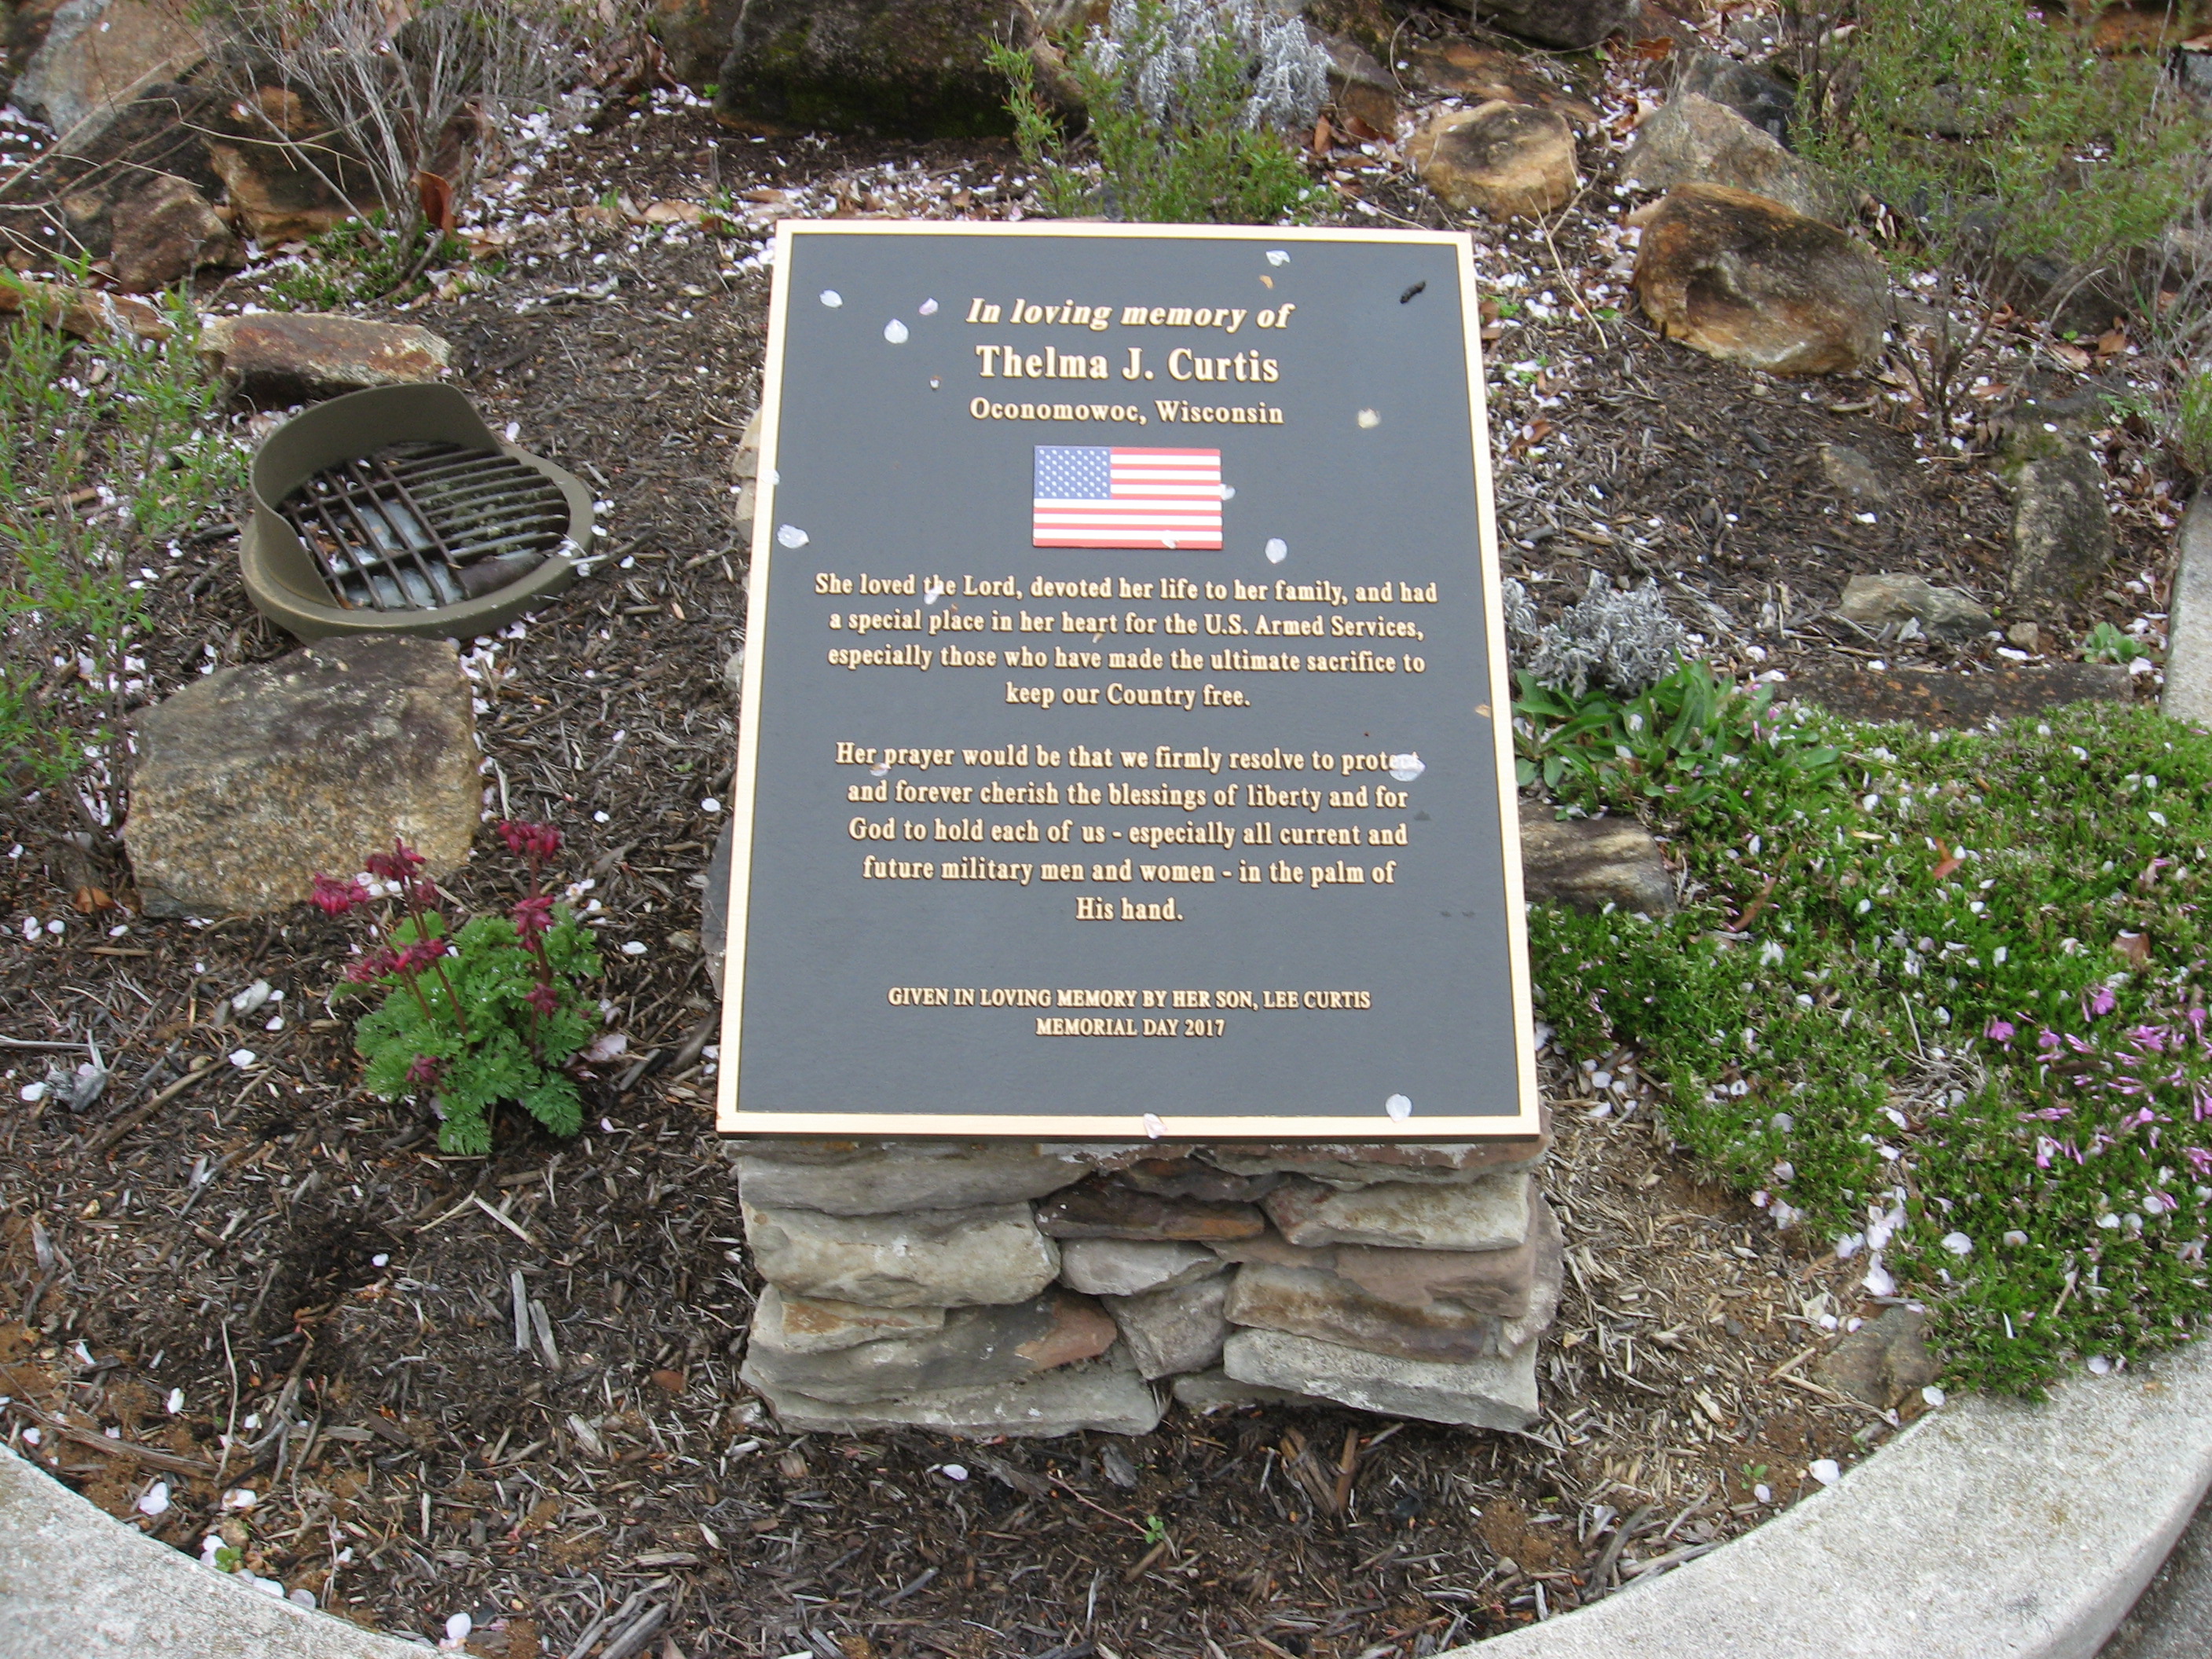 In loving memory of
Thelma J. Curtis
Oconomowoc, Wisconsin
She loved the Lord, devoted her life to her family, and had
a special place in her heart for the U.S. Armed Services,
especially those who have made the ultimate sacrifice to
keep our Country free.
Her prayer would be that we firmly resolve to protect
and forever cherish the blessings of liberty and for
God to hold each of us - especially all current and
future military men and women - in the palm of
His hand.
GIVEN IN LOVING MEMORY BY HER SON, LEE CURTIS
MEMORIAL DAY 2017